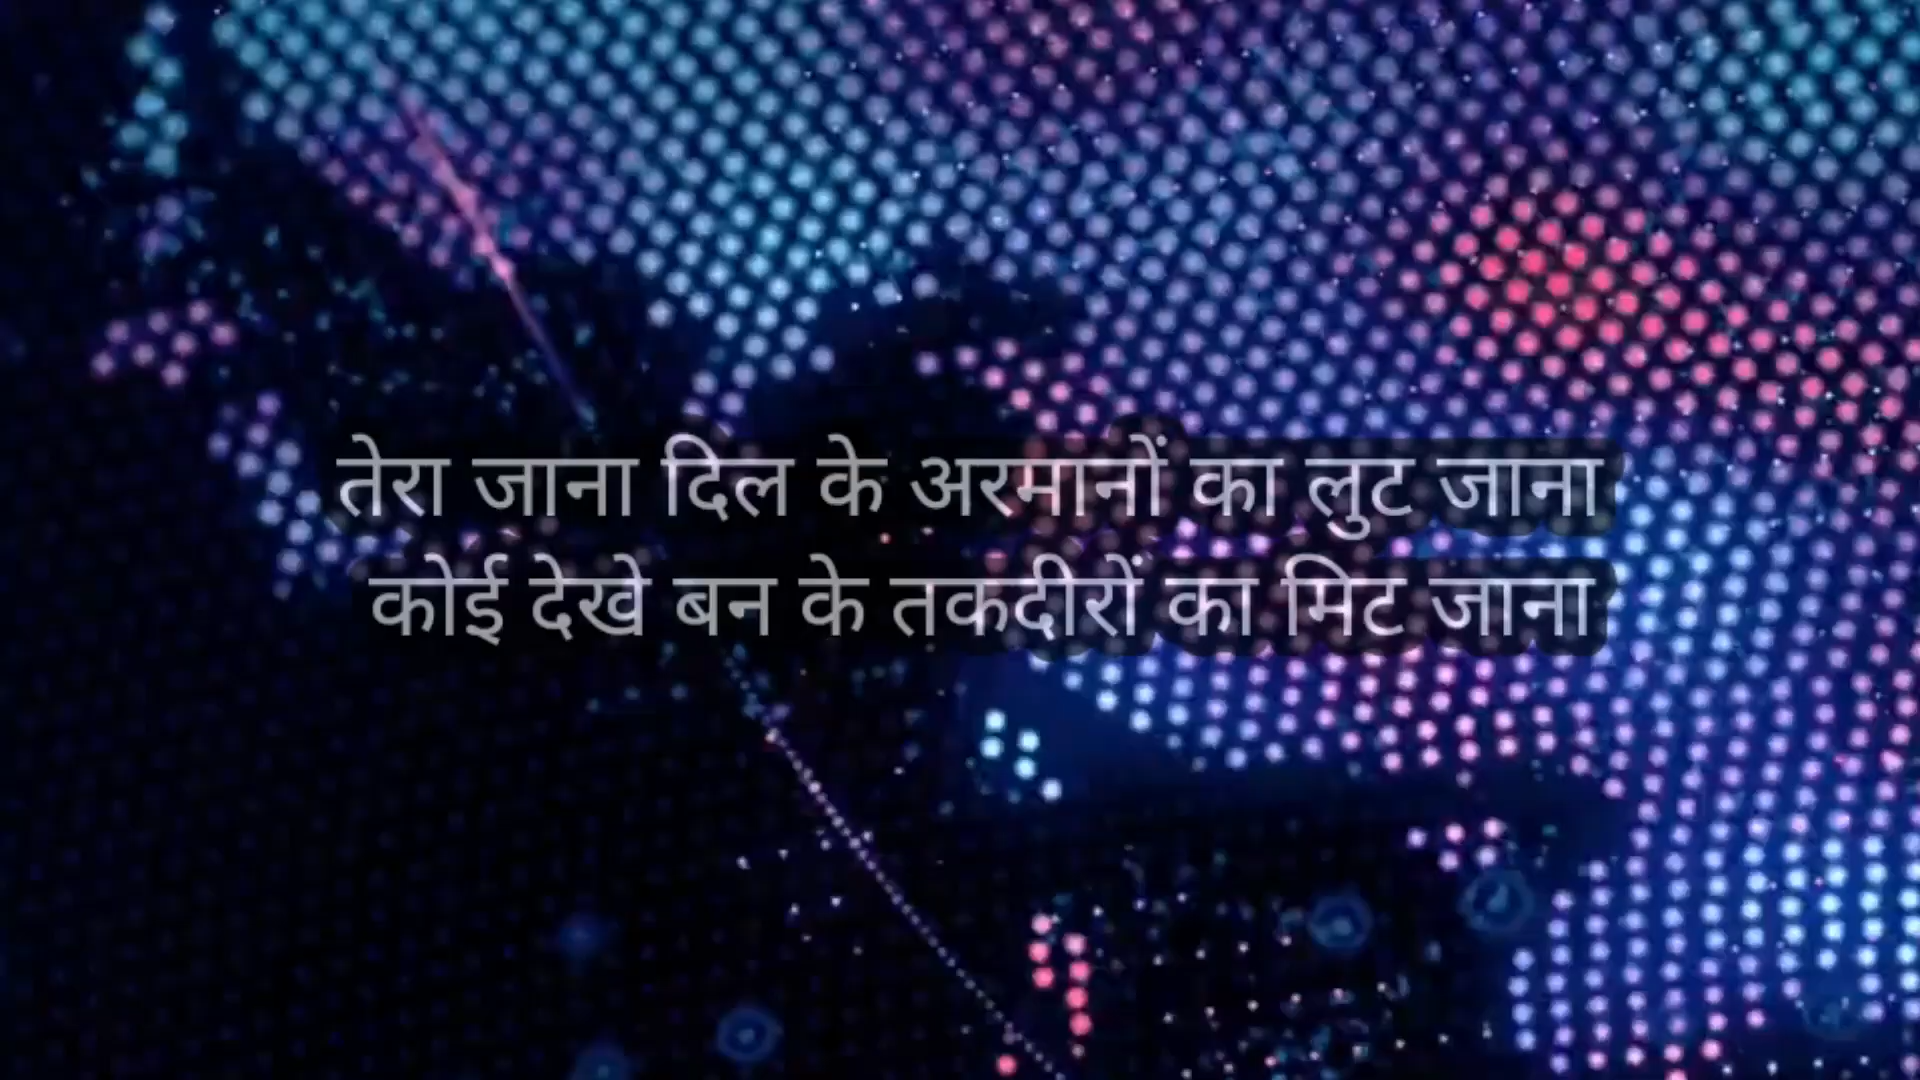 तेरा जाना दिल के अरमानों का लुट जाना
कोई देखे बन के तकदीरों का मिट जाना